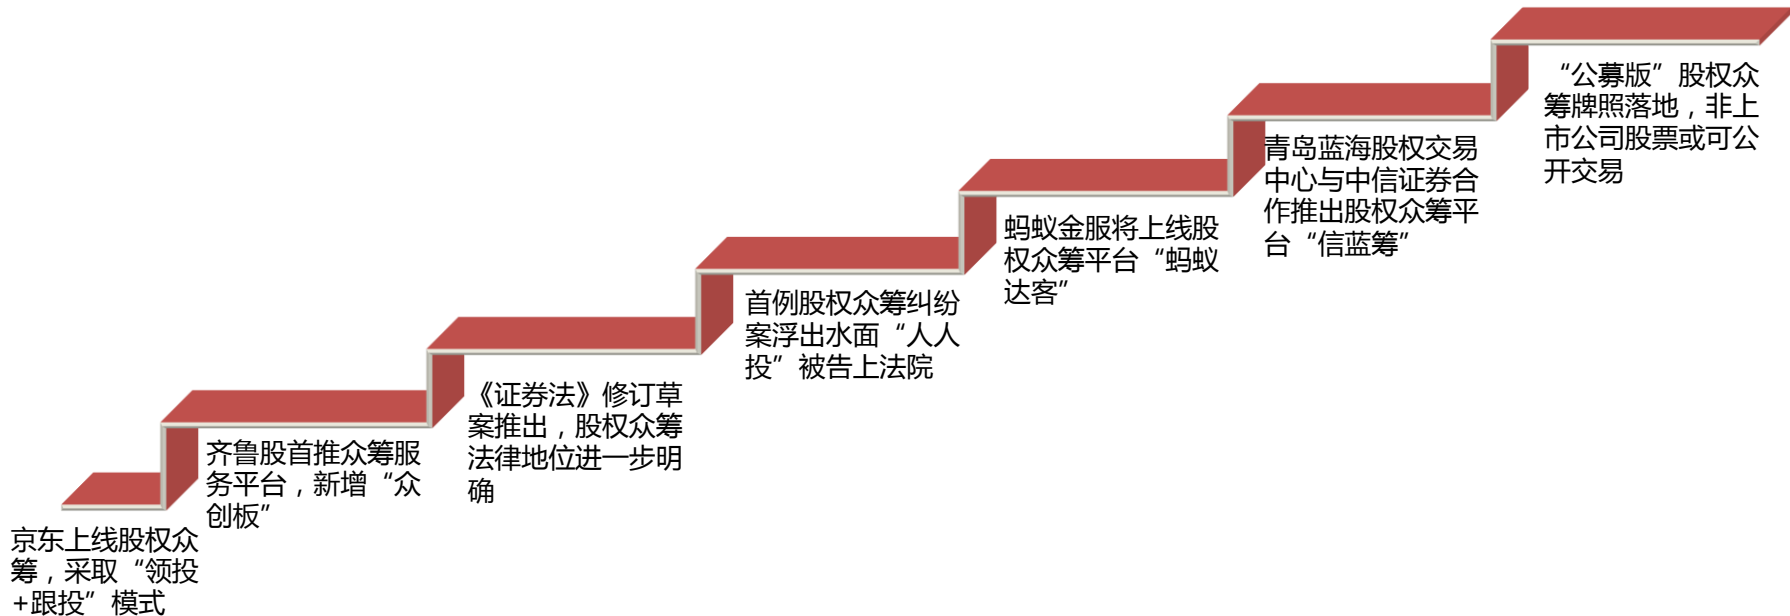 京东上线股权众
筹，采取“领投
+跟投”模式
齐鲁股首推众筹服
务平台，新增“众
创板”
《证券法》修订草
案推出，股权众筹
法律地位进一步明
确
首例股权众筹纠纷
案浮出水面“人人
投”被告上法院
蚂蚁金服将上线股
权众筹平台“蚂蚁
达客”
青岛蓝海股权交易
中心与中信证券合
作推出股权众筹平
台“信蓝筹”
“公募版”股权众
筹牌照落地，非上
市公司股票或可公
开交易